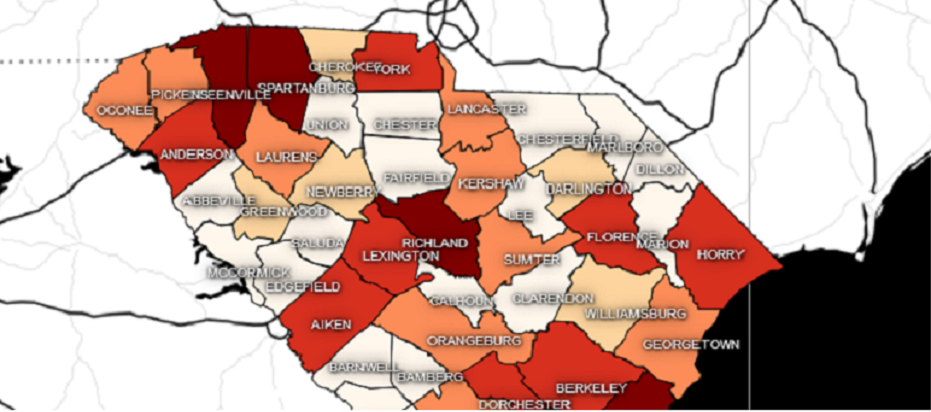 CHEROKEE
YORK
SPARTANBURG
PICKENS
EENVILLE
OCONEE
LANCASTER
UNION
CHESTER
CHESTERFIELD
MARLBORO
ANDERSON
LAURENS
DILLON
FAIRFIELD
KERSHAW
NEWBERRY
DARLINGTON
ABBEVILLE
GREENWOOD
LEE
FLORENCE
MARION
SALUDA
RICHLAND
LEXINGTON
HORRY
SUMTER
MCCORMICK
EDGEFIELD
CALHOUN
CLARENDON
WILLIAMSBURG
AIKEN
ORANGEBURG
GEORGETOWN
BARNWELL
BAMBERG
BERKELEY
DORCHESTER